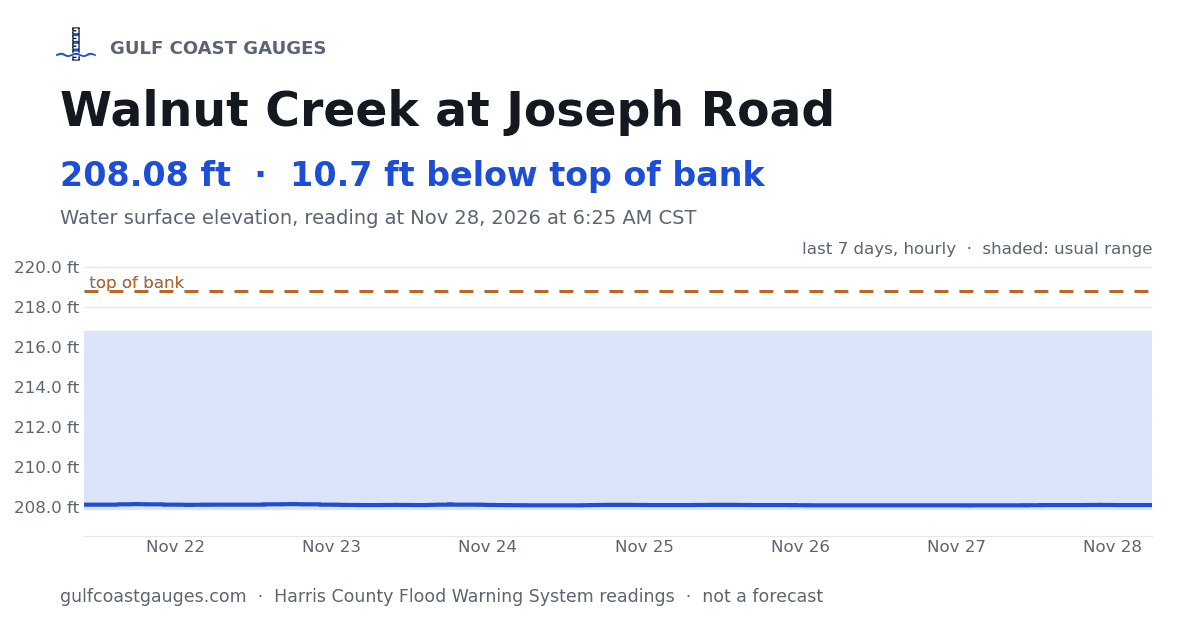 GULF COAST GAUGES
Walnut Creek at Joseph Road
208.08 ft · 10.7 ft below top of bank
Water surface elevation, reading at Nov 28, 2026 at 6:25 AM CST
last 7 days, hourly · shaded: usual range
220.0 ft
top of bank
218.0 ft
216.0 ft
214.0 ft
212.0 ft
210.0 ft
208.0 ft
Nov 22 Nov 23 Nov 24 Nov 25 Nov 26 Nov 27 Nov 28
gulfcoastgauges.com · Harris County Flood Warning System readings · not a forecast